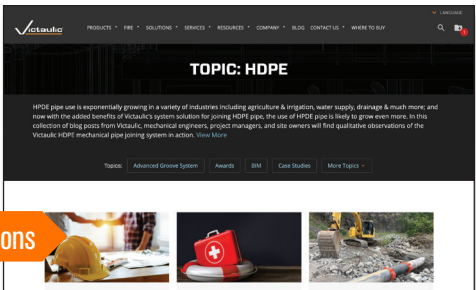 LANGUAGE
Victaulic
PRODUCTS FIRE SOLUTIONS SERVICES RESOURCES COMPANY BLOG CONTACT US WHERE TO BUY
TOPIC: HDPE
HPDE pipe use is exponentially growing in a variety of industries including agriculture & irrigation, water supply, drainage & much more; and
now with the added benefits of Victaulic's system solution for joining HDPE pipe, the use of HPDE pipe is likely to grow even more. In this
collection of blog posts from Victaulic, mechanical engineers, project managers, and site owners will find qualitative observations of the
Victaulic HDPE mechanical pipe joining system in action. View More
Topics: Advanced Groove System Awards BIM Case Studies More Topics
ons